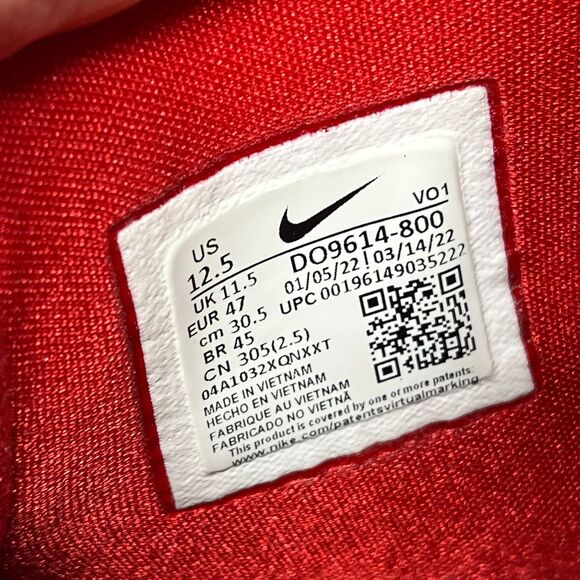 VO1
US
12.5
DO9614-800
UK 11.5
01/05/22 | 03/14/22
EUR 47
UPC 00196149035222
cm 30.5
BR 45
CN 305(2.5)
04A1032XQNXXT
MADE IN VIETNAM
HECHO EN VIETNAM
FABRIQUE AU VIETNAM
FABRICADO NO VIETNÃ
This product is covered by one or more patents.
www.nike.com/patentsvirtualmarking